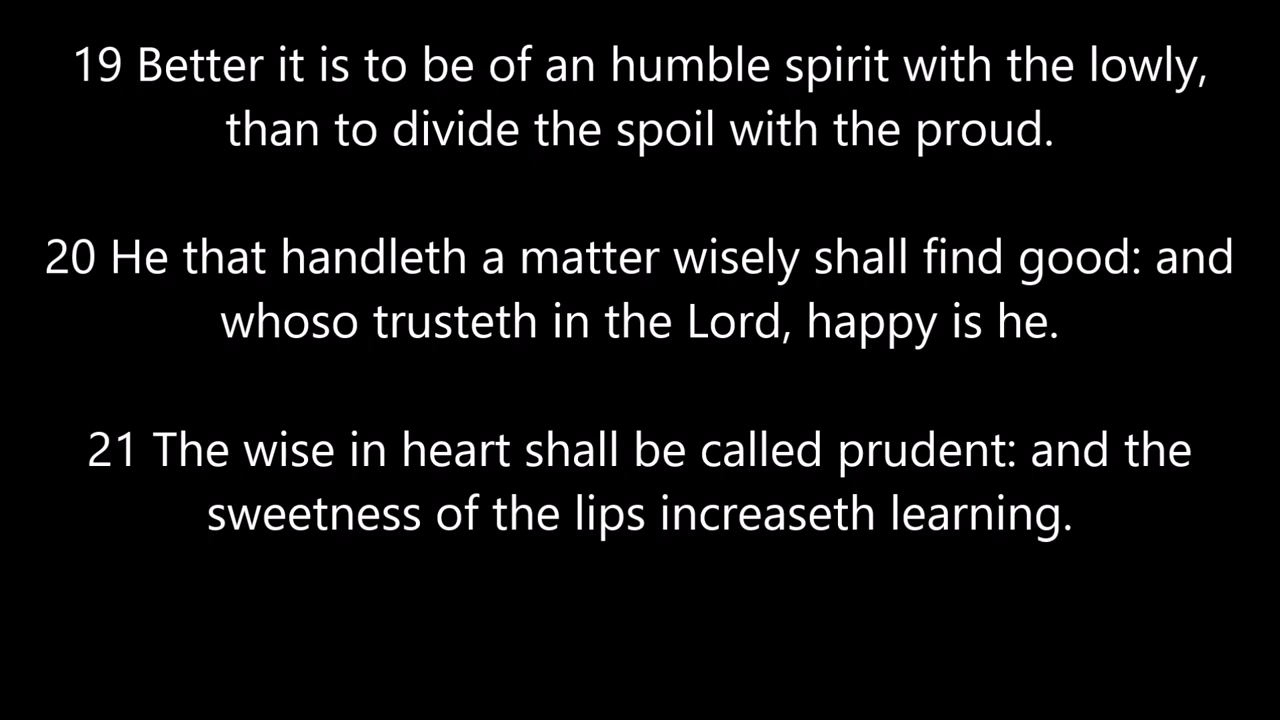 19 Better it is to be of an humble spirit with the lowly,
than to divide the spoil with the proud.
20 He that handleth a matter wisely shall find good: and
whoso trusteth in the Lord, happy is he.
21 The wise in heart shall be called prudent: and the
sweetness of the lips increaseth learning.